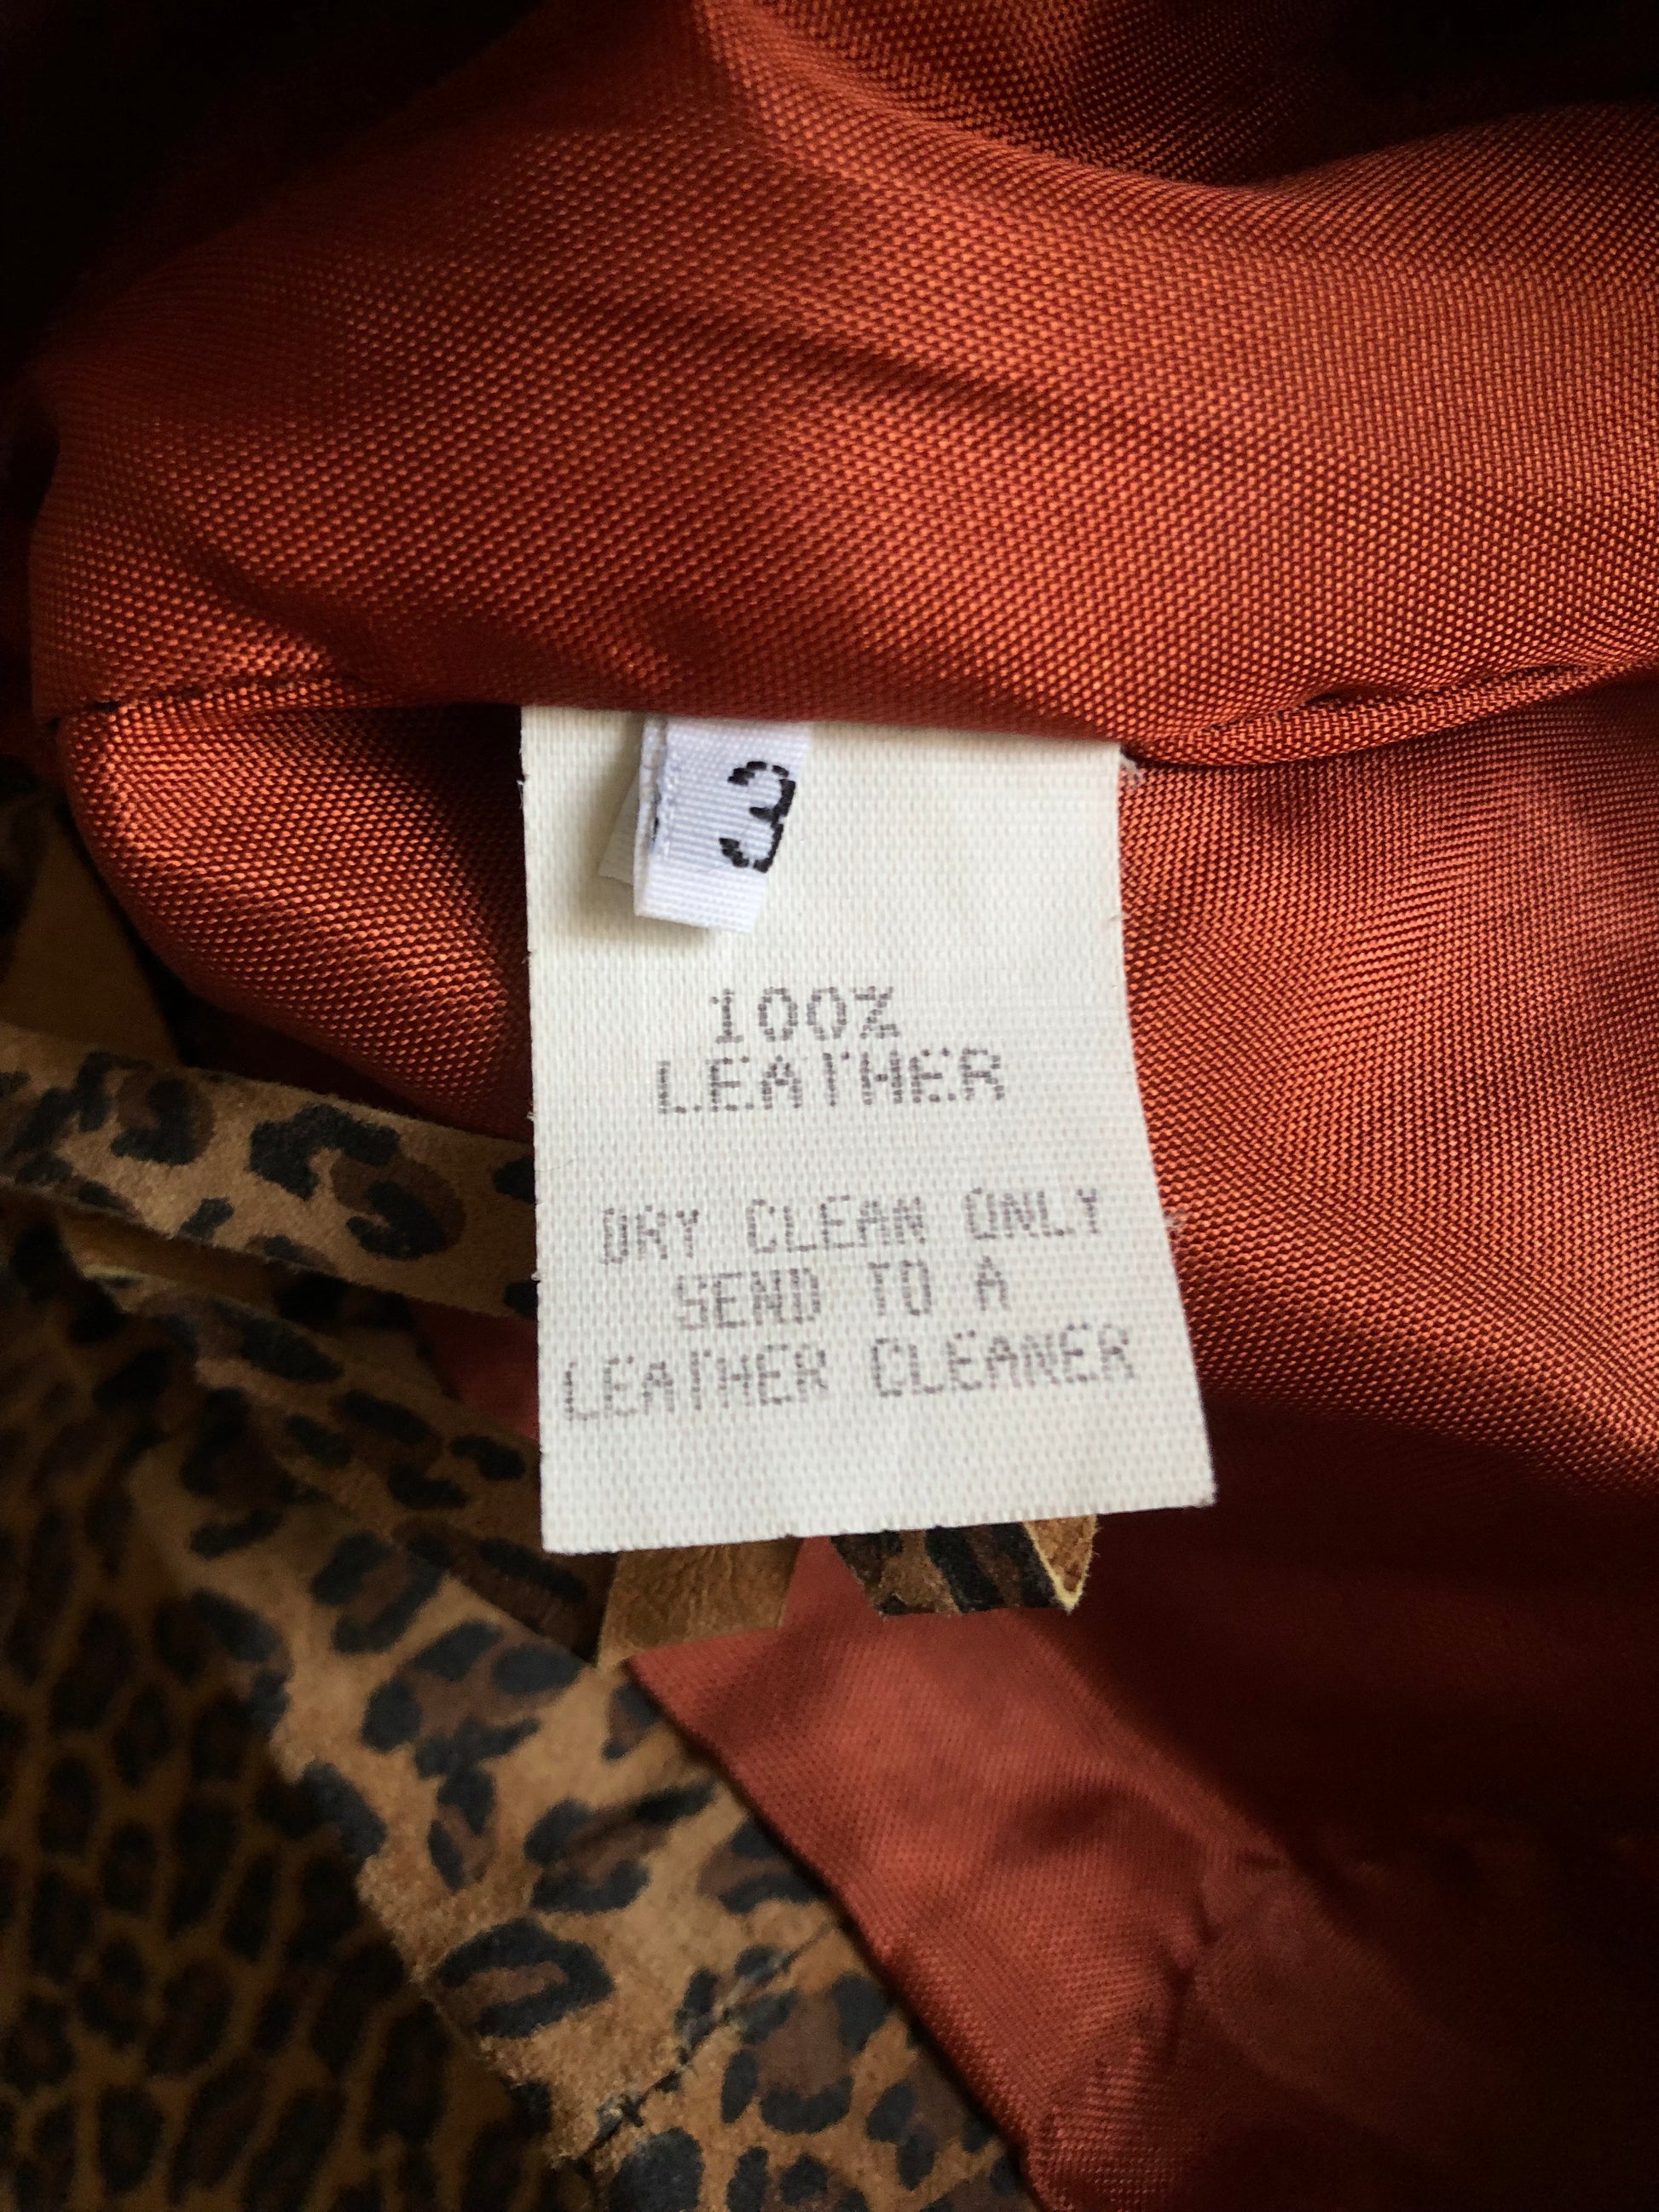 3
100%
LEATHER
DRY CLEAN ONLY
SEND TO A
LEATHER CLEANER